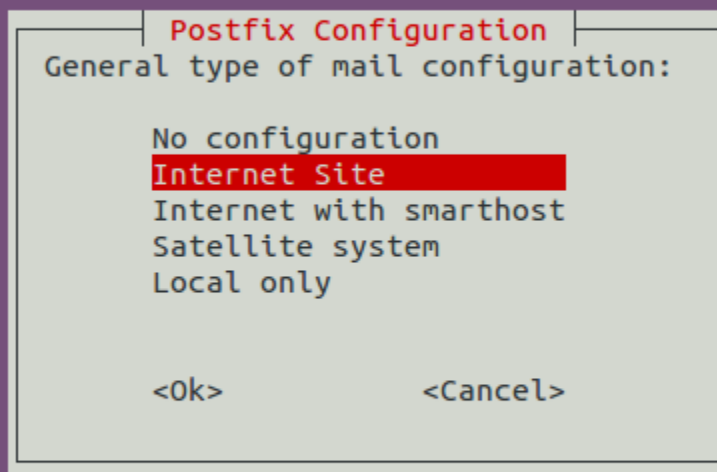 Postfix Configuration
General type of mail configuration:
No configuration
Internet Site
Internet with smarthost
Satellite system
Local only
<Ok> <Cancel>